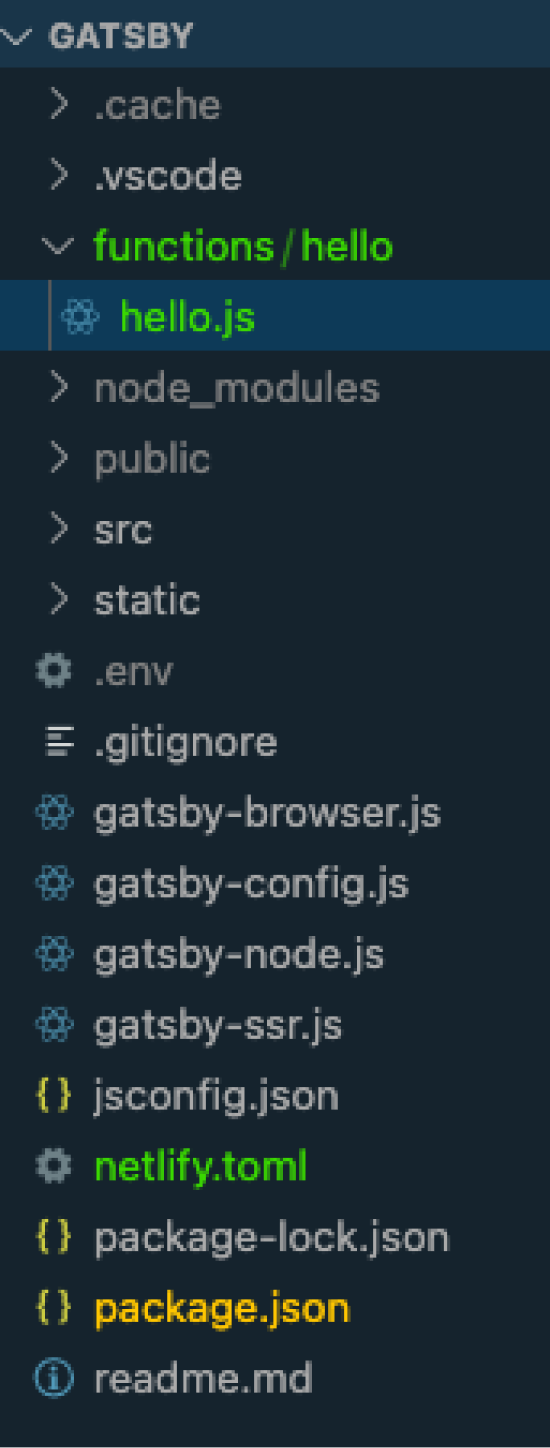 GATSBY
.cache
.vscode
functions/hello
hello.js
node_modules
public
src
static
.env
.gitignore
gatsby-browser.js
gatsby-config.js
gatsby-node.js
gatsby-ssr.js
{} jsconfig.json
netlify.toml
{} package-lock.json
{} package.json
readme.md